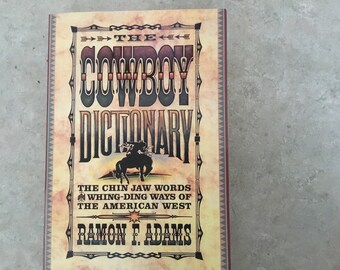 THE
COWBOY
DICTIONARY
THE CHIN JAW WORDS
AND WHING-DING WAYS OF
THE AMERICAN WEST
RAMON F. ADAMS